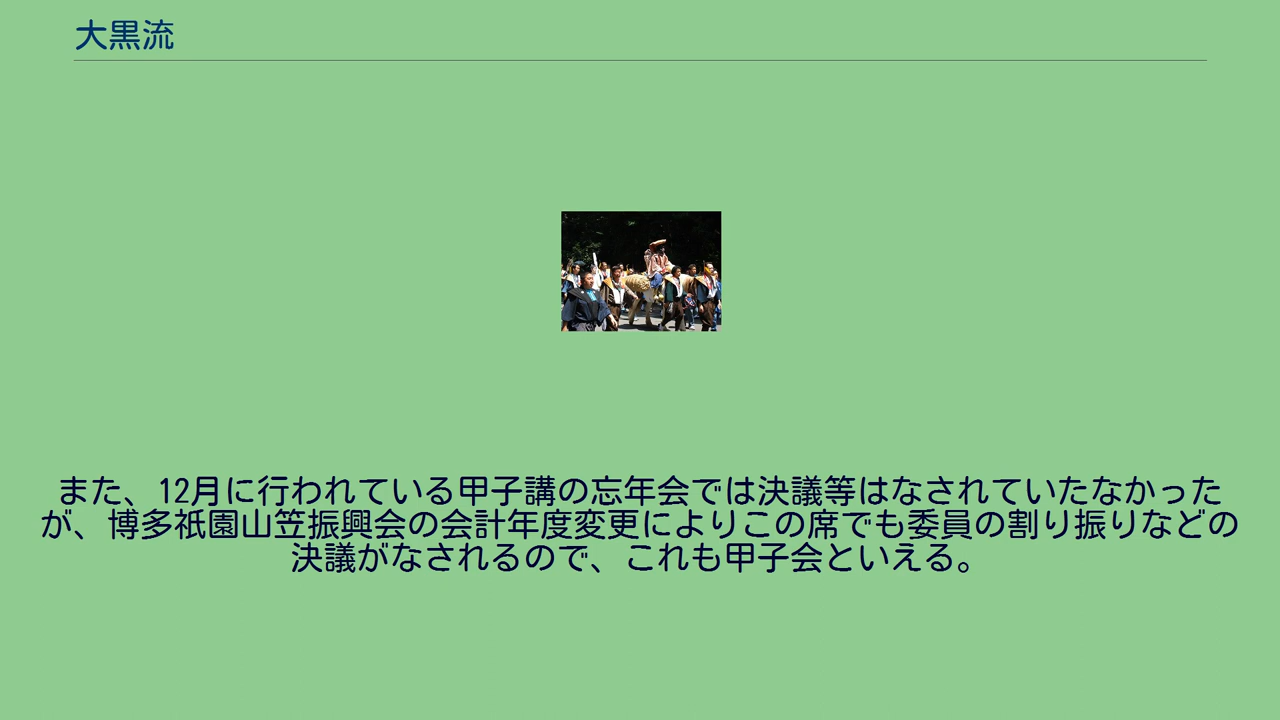 大黒流
また、12月に行われている甲子講の忘年会では決議等はなされていたなかった
が、博多祇園山笠振興会の会計年度変更によりこの席でも委員の割り振りなどの
決議がなされるので、これも甲子会といえる。